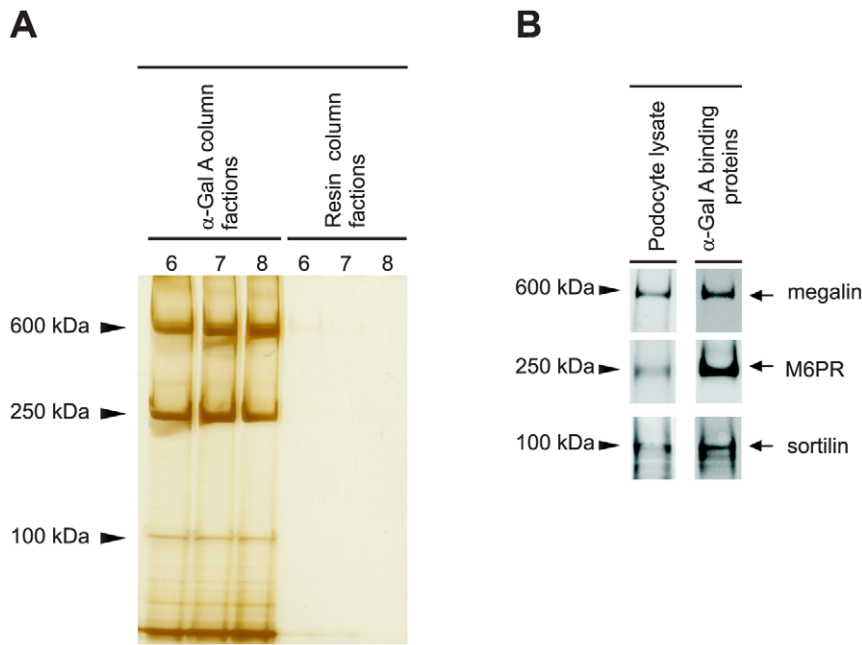 A
α-Gal A column
factions
Resin column
factions
6 7 8 6 7 8
600 kDa
250 kDa
100 kDa
B
Podocyte lysate
α-Gal A binding
proteins
600 kDa megalin
250 kDa M6PR
100 kDa sortilin